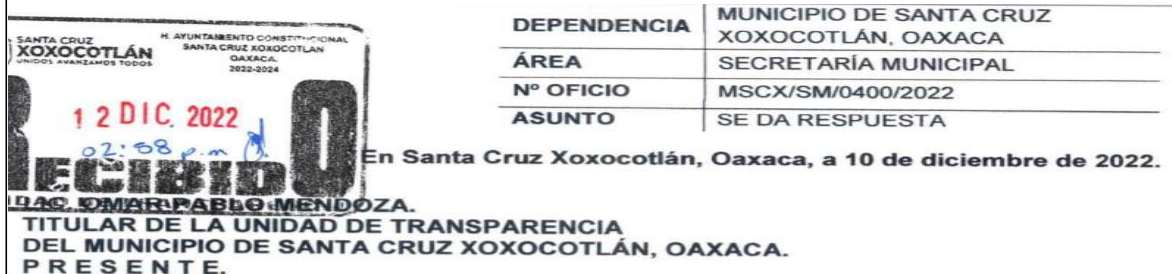 SANTA CRUZ
XOXOCOTLÁN
UNIDOS AVANZAMOS TODOS
H. AYUNTAMIENTO CONSTITUCIONAL
SANTA CRUZ XOXOCOTLAN
OAXACA.
2022-2024
12 DIC. 2022
02:58 p.m
RECIBIDO
DEPENDENCIA MUNICIPIO DE SANTA CRUZ
XOXOCOTLÁN, OAXACA
ÁREA SECRETARÍA MUNICIPAL
Nº OFICIO MSCX/SM/0400/2022
ASUNTO SE DA RESPUESTA
En Santa Cruz Xoxocotlán, Oaxaca, a 10 de diciembre de 2022.
LIC. OMAR PABLO MENDOZA.
TITULAR DE LA UNIDAD DE TRANSPARENCIA
DEL MUNICIPIO DE SANTA CRUZ XOXOCOTLÁN, OAXACA.
P R E S E N T E.